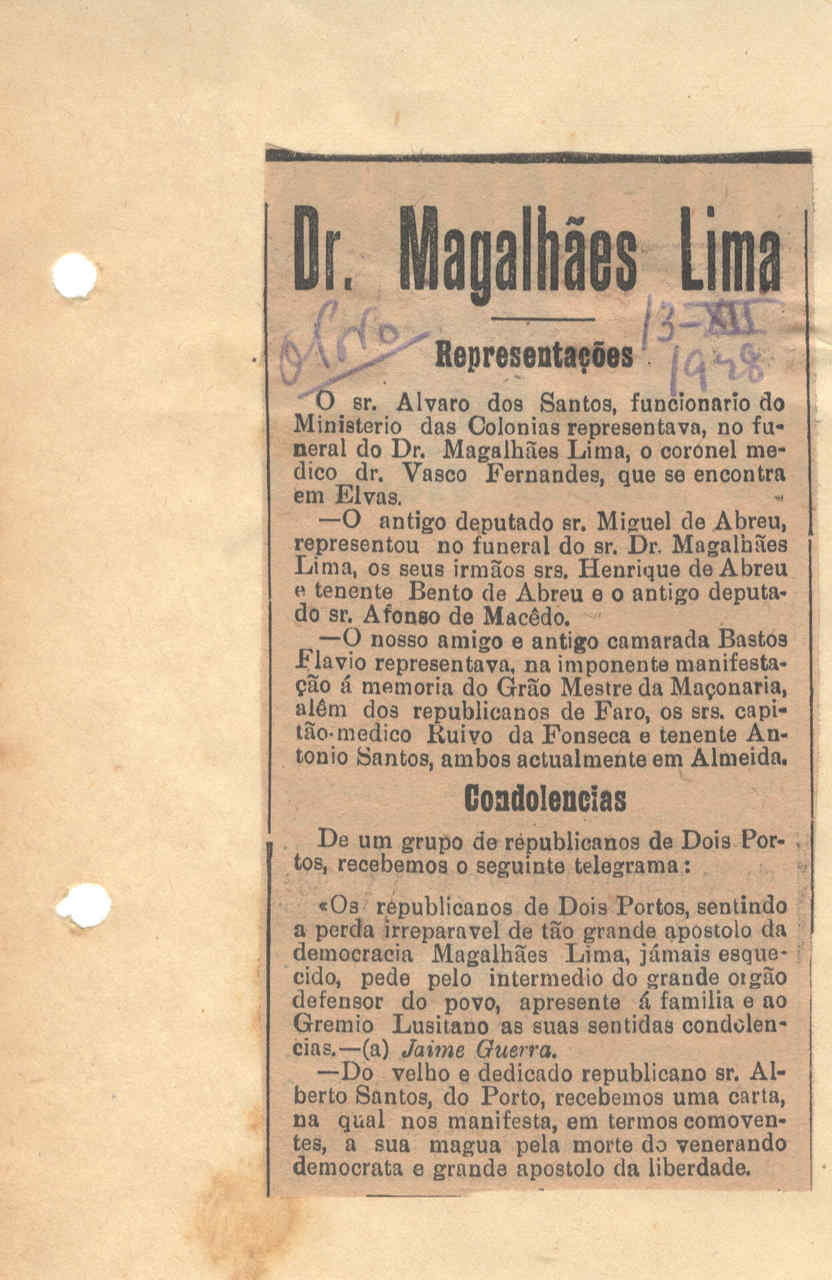 Dr. Magalhães Lima
O Povo
13-XII
1928
Representações
O sr. Alvaro dos Santos, funcionario do
Ministerio das Colonias representava, no fu-
neral do Dr. Magalhães Lima, o coronel me-
dico dr. Vasco Fernandes, que se encontra
em Elvas.
—O antigo deputado sr. Miguel de Abreu,
representou no funeral do sr. Dr. Magalhães
Lima, os seus irmãos srs. Henrique de Abreu
e tenente Bento de Abreu e o antigo deputa-
do sr. Afonso de Macêdo.
—O nosso amigo e antigo camarada Bastos
Flavio representava, na imponente manifesta-
ção á memoria do Grão Mestre da Maçonaria,
alêm dos republicanos de Faro, os srs. capi-
tão-medico Ruivo da Fonseca e tenente An-
tonio Santos, ambos actualmente em Almeida.
Condolencias
De um grupo de republicanos de Dois Por-
tos, recebemos o seguinte telegrama:
«Os republicanos de Dois Portos, sentindo
a perda irreparavel de tão grande apostolo da
democracia Magalhães Lima, jámais esque-
cido, pede pelo intermedio do grande orgão
defensor do povo, apresente á familia e ao
Gremio Lusitano as suas sentidas condolen-
cias.—(a) Jaime Guerra.
—Do velho e dedicado republicano sr. Al-
berto Santos, do Porto, recebemos uma carta,
na qual nos manifesta, em termos comoven-
tes, a sua magua pela morte do venerando
democrata e grande apostolo da liberdade.